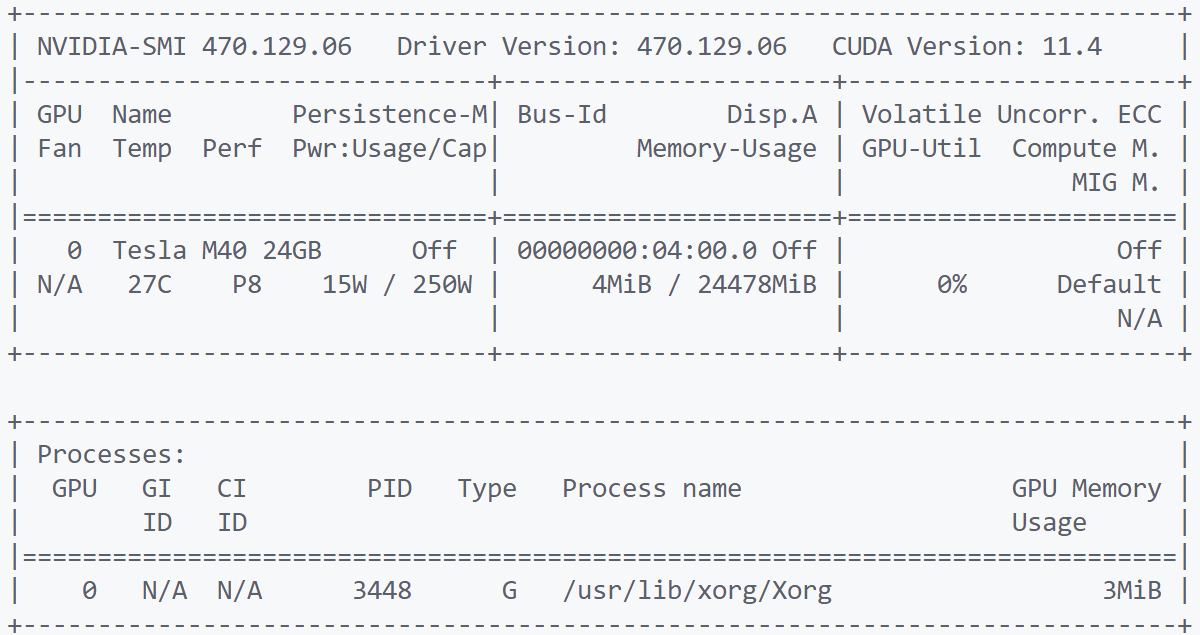 +-----------------------------------------------------------------------------+
| NVIDIA-SMI 470.129.06   Driver Version: 470.129.06   CUDA Version: 11.4     |
|-------------------------------+----------------------+----------------------+
| GPU  Name        Persistence-M| Bus-Id        Disp.A | Volatile Uncorr. ECC |
| Fan  Temp  Perf  Pwr:Usage/Cap|         Memory-Usage | GPU-Util  Compute M. |
|                               |                      |               MIG M. |
|===============================+======================+======================|
|   0  Tesla M40 24GB      Off  | 00000000:04:00.0 Off |                  Off |
| N/A   27C    P8    15W / 250W |      4MiB / 24478MiB |      0%      Default |
|                               |                      |                  N/A |
+-------------------------------+----------------------+----------------------+

+-----------------------------------------------------------------------------+
| Processes:                                                                  |
|  GPU   GI   CI        PID   Type   Process name                  GPU Memory |
|        ID   ID                                                   Usage      |
|=============================================================================|
|    0   N/A  N/A      3448      G   /usr/lib/xorg/Xorg                  3MiB |
+-----------------------------------------------------------------------------+